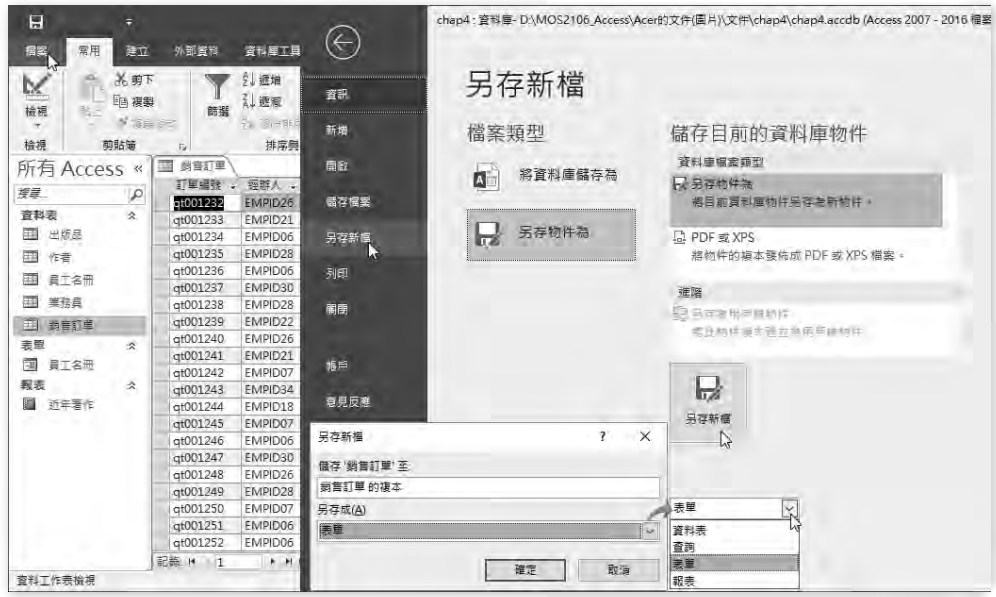 chap4 : 資料庫- D:\MOS2106_Access\Acer的文件(圖片)\文件\chap4\chap4.accdb (Access 2007 - 2016 檔案
檔案 常用 建立 外部資料 資料庫工具
檢視
剪下
複製
篩選
遞增
遞減
檢視 剪貼簿
所有 Access «
搜尋...
資料表
出版品
作者
員工名冊
業務員
銷售訂單
表單
員工名冊
報表
近年著作
銷售訂單
訂單編號 經辦人
qt001232 EMPID26
qt001233 EMPID21
qt001234 EMPID06
qt001235 EMPID28
qt001236 EMPID06
qt001237 EMPID30
qt001238 EMPID28
qt001239 EMPID22
qt001240 EMPID26
qt001241 EMPID21
qt001242 EMPID07
qt001243 EMPID34
qt001244 EMPID18
qt001245 EMPID07
qt001246 EMPID06
qt001247 EMPID30
qt001248 EMPID26
qt001249 EMPID28
qt001250 EMPID07
qt001251 EMPID06
qt001252 EMPID06
記錄: 1
資料工作表檢視
資訊
新增
開啟
儲存檔案
另存新檔
列印
關閉
帳戶
意見反應
另存新檔
檔案類型
將資料庫儲存為
另存物件為
儲存目前的資料庫物件
資料庫檔案類型
另存物件為
將目前資料庫物件另存為新物件。
PDF 或 XPS
將物件的複本發佈成 PDF 或 XPS 檔案。
進階
另存新檔
另存新檔 ? X
儲存 '銷售訂單' 至:
銷售訂單 的複本
另存成(A)
表單
確定 取消
表單
資料表
查詢
表單
報表